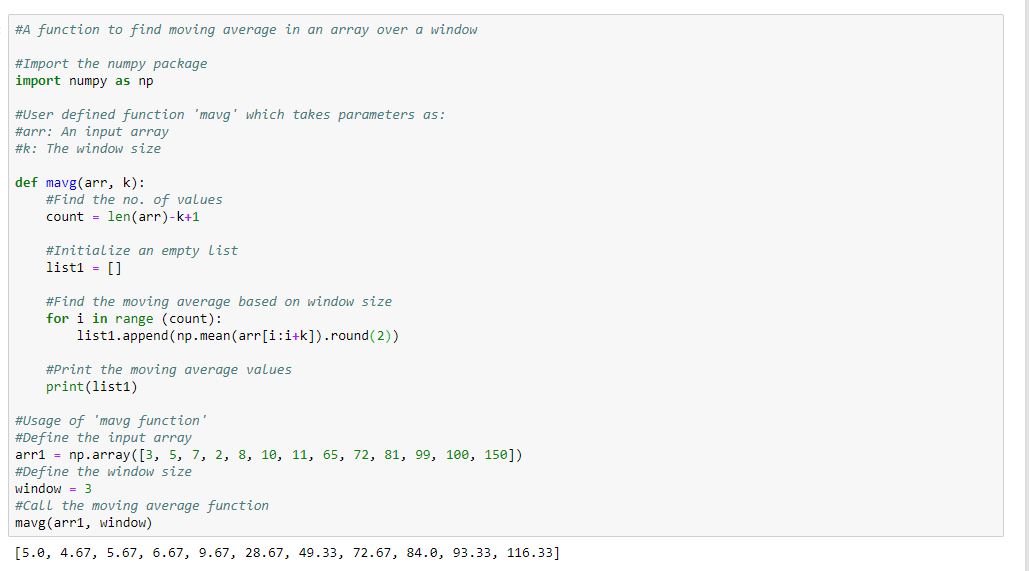 #A function to find moving average in an array over a window
#Import the numpy package
import numpy as np
#User defined function 'mavg' which takes parameters as:
#arr: An input array
#k: The window size
def mavg(arr, k):
    #Find the no. of values
    count = len(arr)-k+1
    #Initialize an empty list
    list1 = []
    #Find the moving average based on window size
    for i in range (count):
        list1.append(np.mean(arr[i:i+k]).round(2))
    #Print the moving average values
    print(list1)
#Usage of 'mavg function'
#Define the input array
arr1 = np.array([3, 5, 7, 2, 8, 10, 11, 65, 72, 81, 99, 100, 150])
#Define the window size
window = 3
#Call the moving average function
mavg(arr1, window)
[5.0, 4.67, 5.67, 6.67, 9.67, 28.67, 49.33, 72.67, 84.0, 93.33, 116.33]